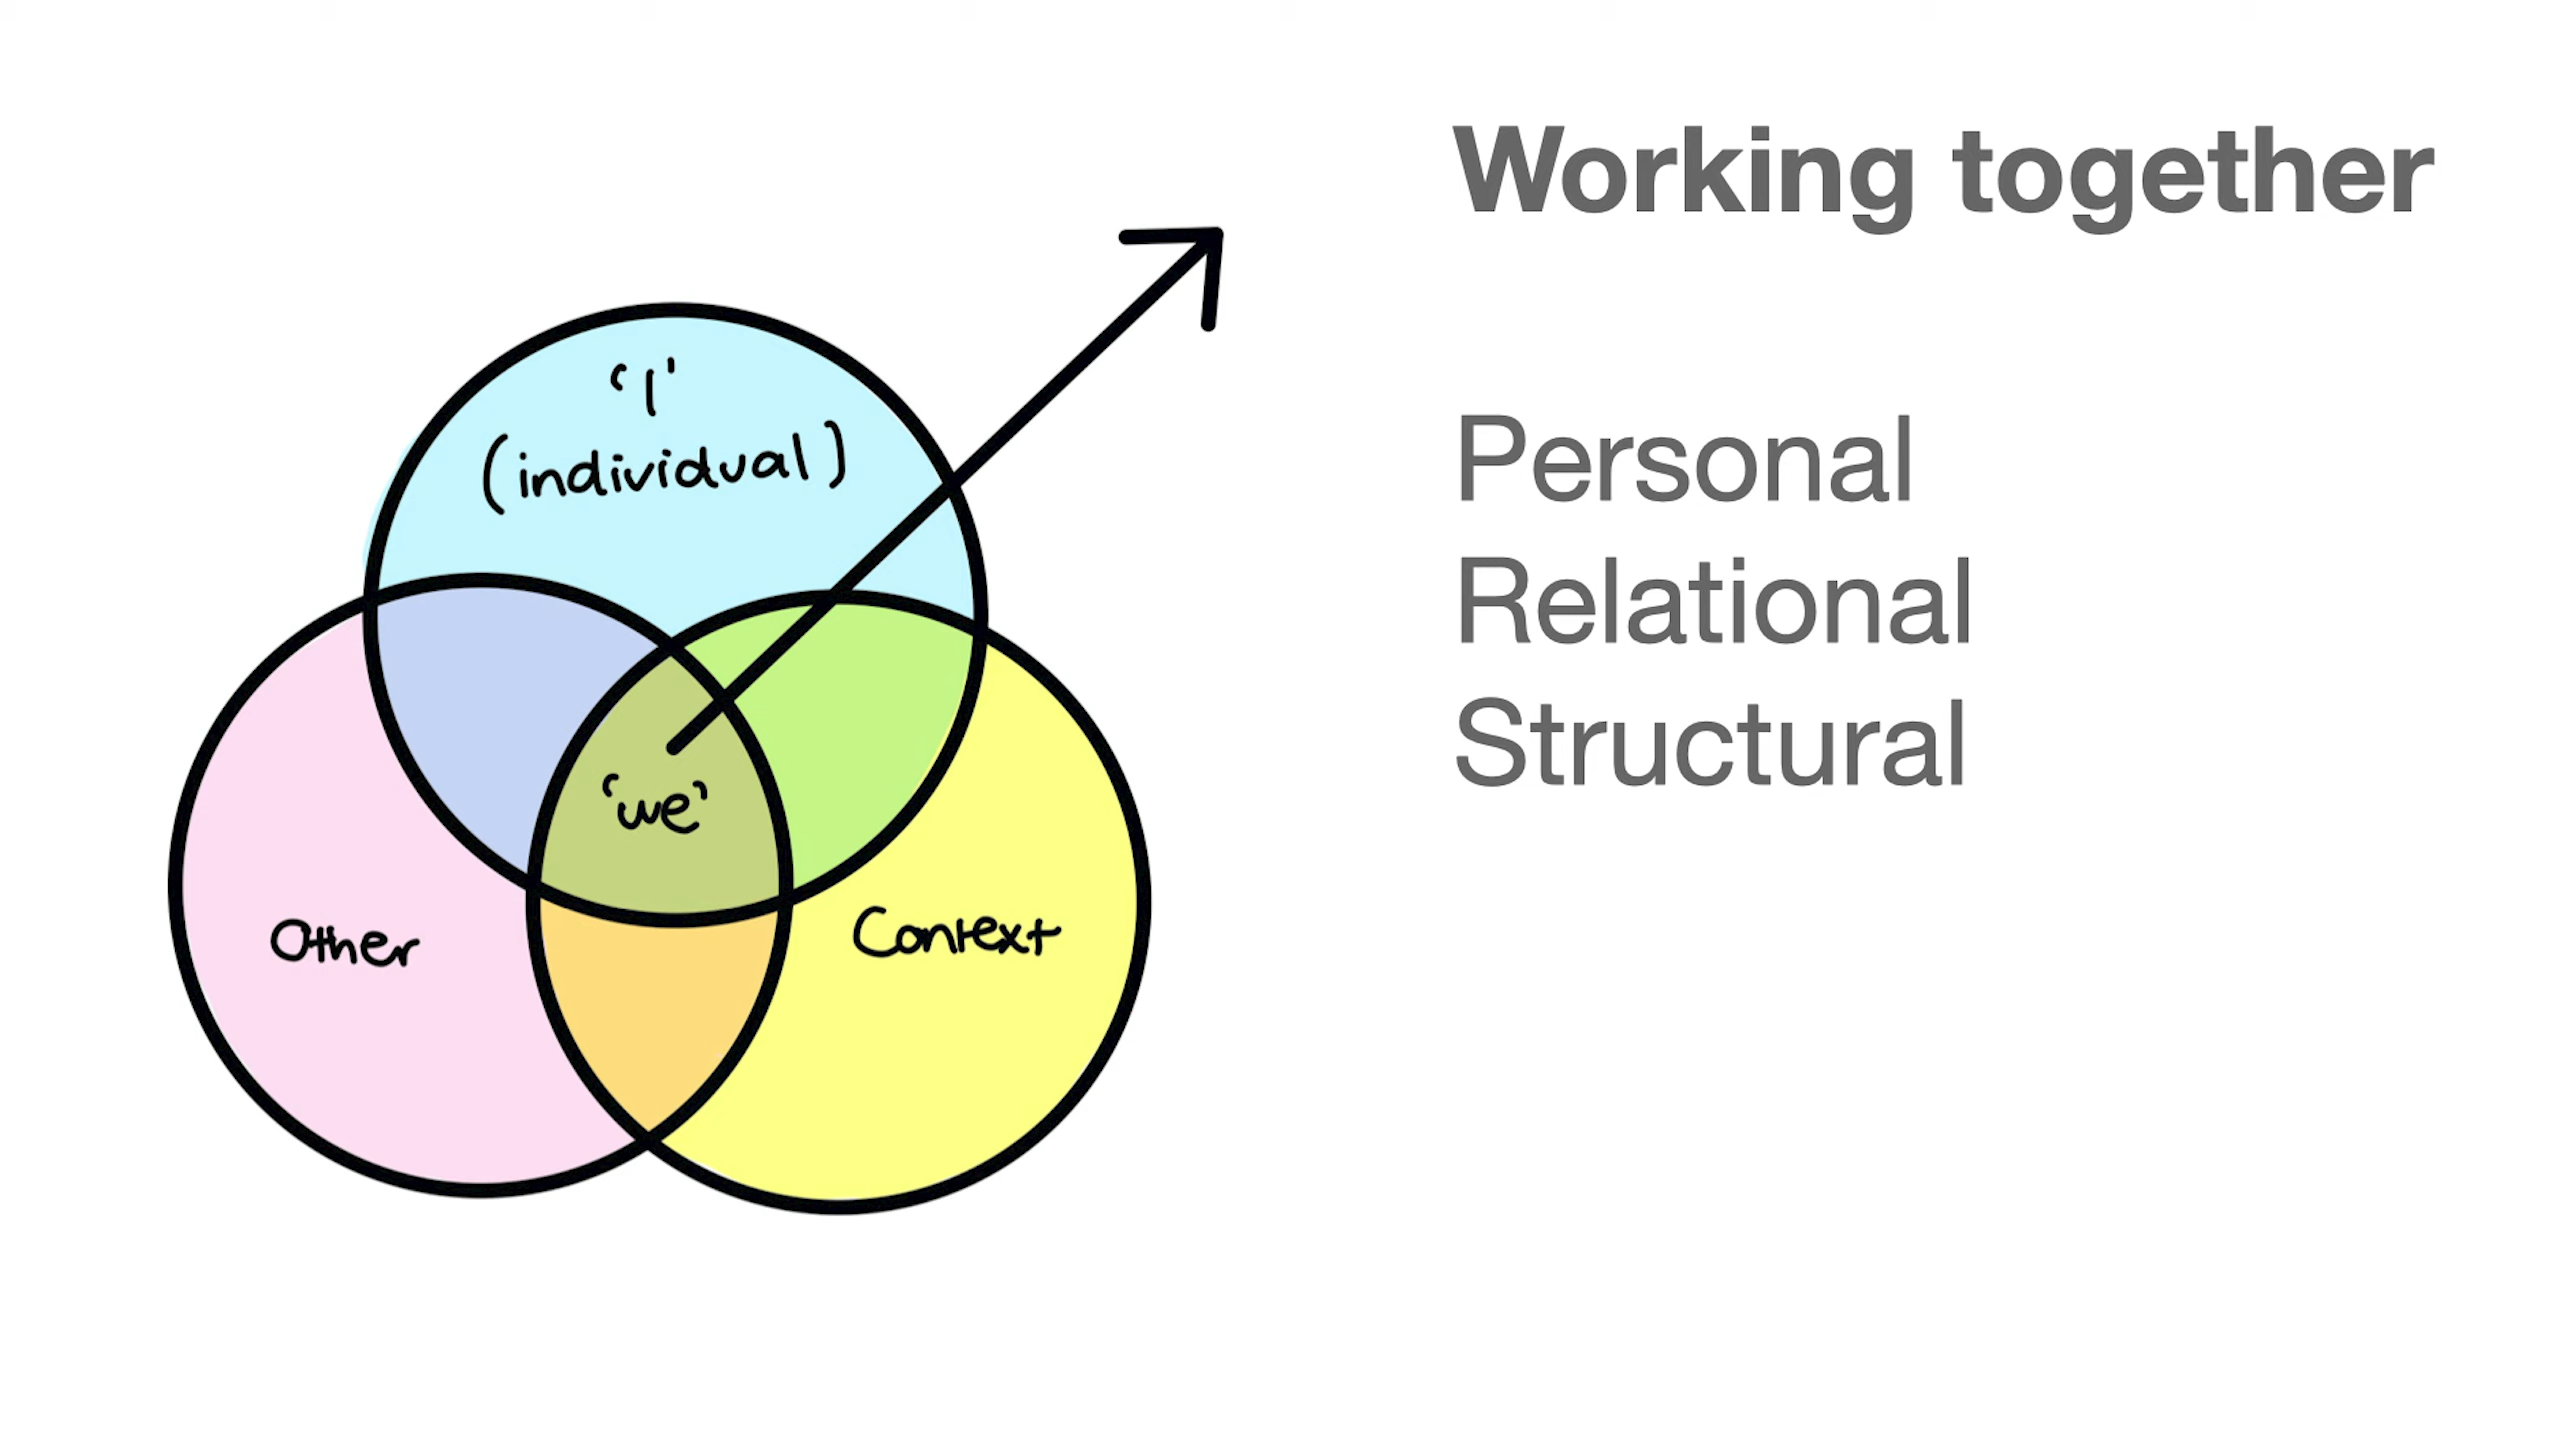 Working together
Personal
Relational
Structural
‘I’
(individual)
‘we’
Other
Context